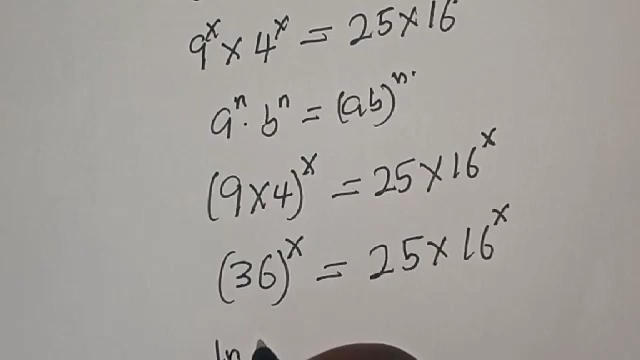 9^x × 4^x = 25×16
a^n · b^n = (ab)^n.
(9×4)^x = 25×16^x
(36)^x = 25×16^x
ln